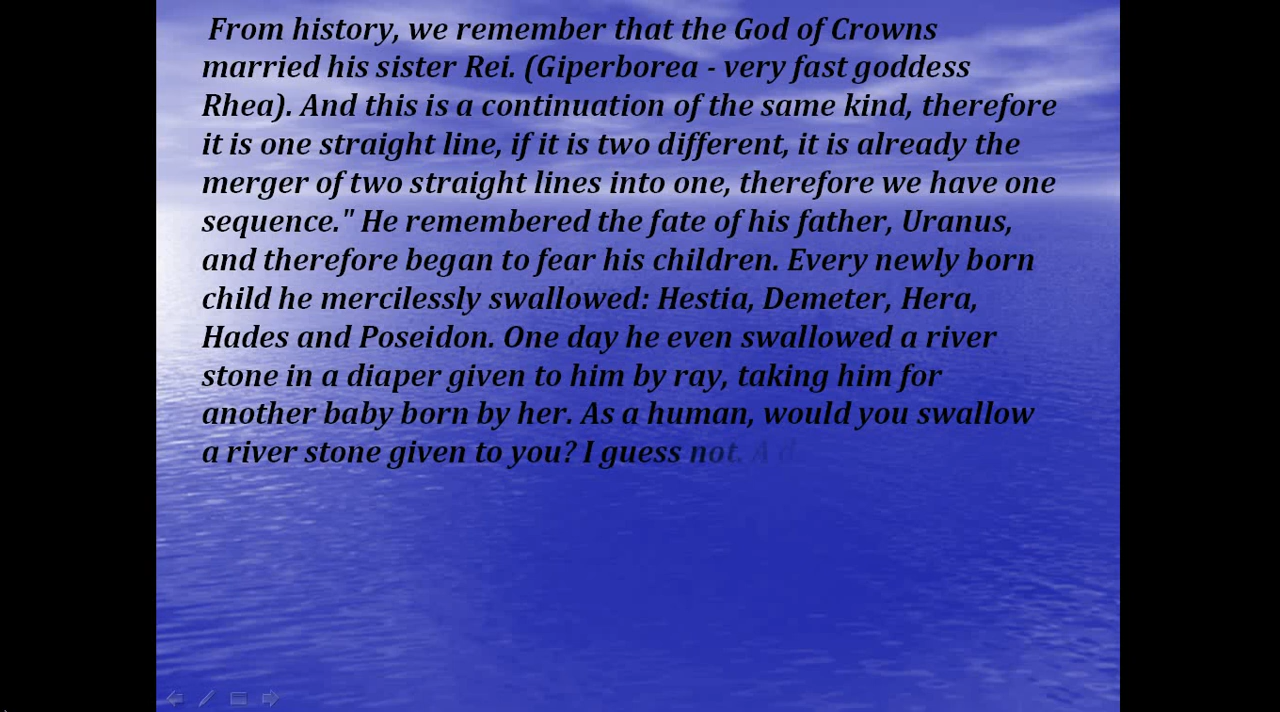 From history, we remember that the God of Crowns
married his sister Rei. (Giperborea - very fast goddess
Rhea). And this is a continuation of the same kind, therefore
it is one straight line, if it is two different, it is already the
merger of two straight lines into one, therefore we have one
sequence." He remembered the fate of his father, Uranus,
and therefore began to fear his children. Every newly born
child he mercilessly swallowed: Hestia, Demeter, Hera,
Hades and Poseidon. One day he even swallowed a river
stone in a diaper given to him by ray, taking him for
another baby born by her. As a human, would you swallow
a river stone given to you? I guess not. A